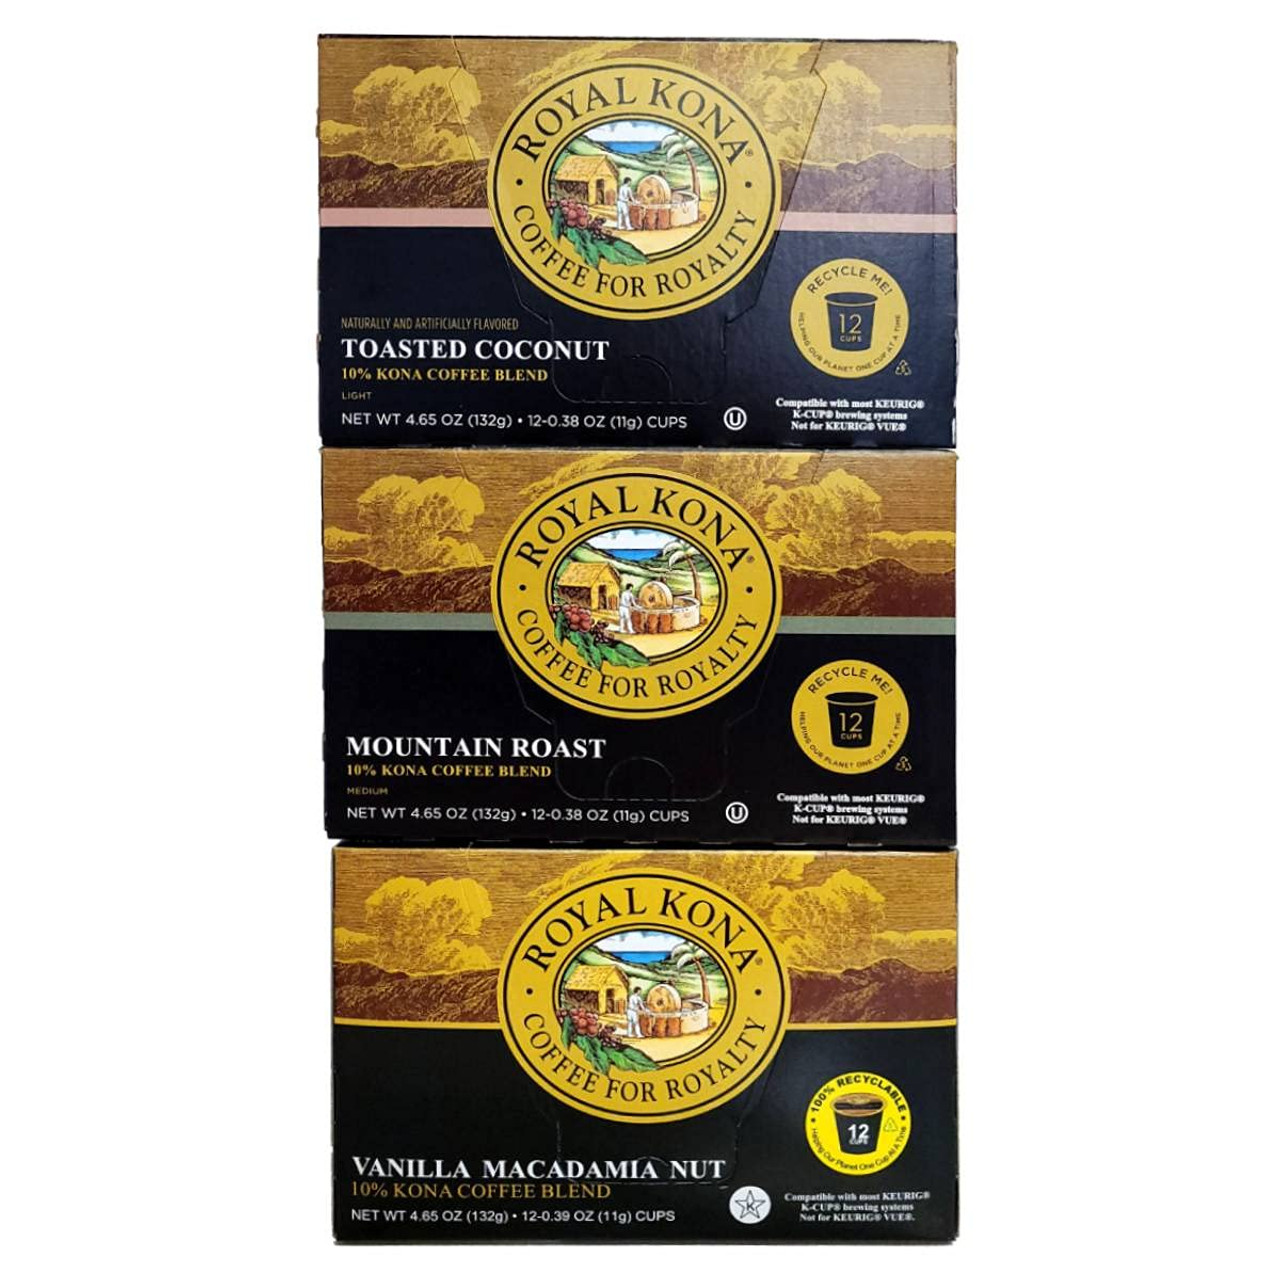 ROYAL KONA®
COFFEE FOR ROYALTY
RECYCLE ME!
12
CUPS
HELPING OUR PLANET ONE CUP AT A TIME
NATURALLY AND ARTIFICIALLY FLAVORED
TOASTED COCONUT
10% KONA COFFEE BLEND
LIGHT
NET WT 4.65 OZ (132g) • 12-0.38 OZ (11g) CUPS
U
Compatible with most KEURIG®
K-CUP® brewing systems
Not for KEURIG® VUE®
ROYAL KONA®
COFFEE FOR ROYALTY
RECYCLE ME!
12
CUPS
HELPING OUR PLANET ONE CUP AT A TIME
MOUNTAIN ROAST
10% KONA COFFEE BLEND
MEDIUM
NET WT 4.65 OZ (132g) • 12-0.38 OZ (11g) CUPS
U
Compatible with most KEURIG®
K-CUP® brewing systems
Not for KEURIG® VUE®
ROYAL KONA®
COFFEE FOR ROYALTY
100% RECYCLABLE
12
CUPS
Helping Our Planet One Cup At A Time
VANILLA MACADAMIA NUT
10% KONA COFFEE BLEND
NET WT 4.65 OZ (132g) • 12-0.39 OZ (11g) CUPS
K
Compatible with most KEURIG®
K-CUP® brewing systems
Not for KEURIG® VUE®.